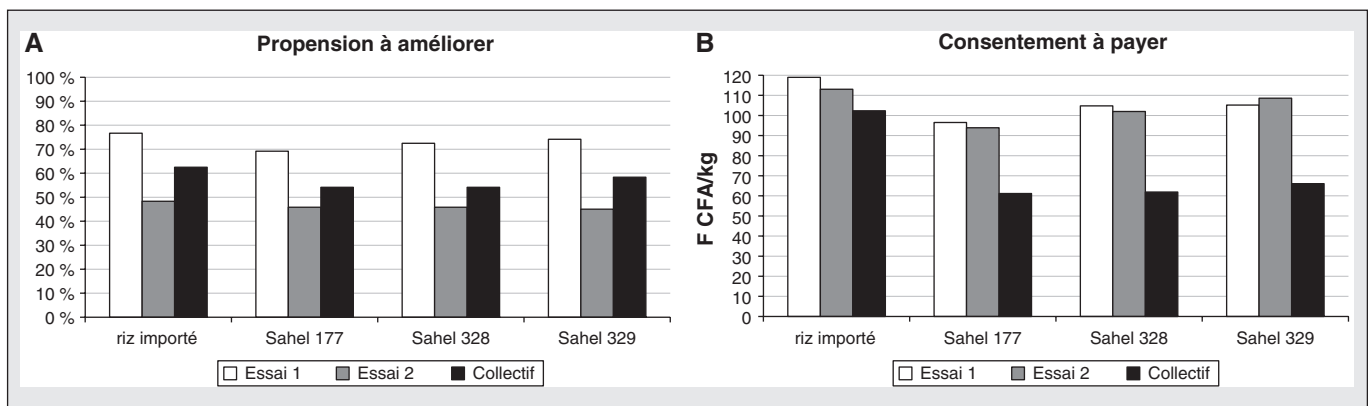 A
Propension à améliorer
100 %
90 %
80 %
70 %
60 %
50 %
40 %
30 %
20 %
10 %
0 %
riz importé Sahel 177 Sahel 328 Sahel 329
Essai 1 Essai 2 Collectif
B
Consentement à payer
F CFA/kg
120
110
100
90
80
70
60
50
40
30
20
10
0
riz importé Sahel 177 Sahel 328 Sahel 329
Essai 1 Essai 2 Collectif